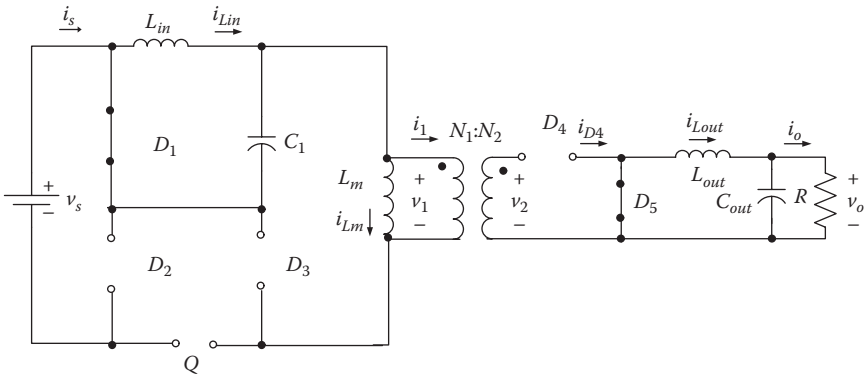 i_s
L_in
i_Lin
D_1
C_1
+
v_s
−
L_m
i_Lm
i_1
N_1:N_2
+
v_1
−
+
v_2
−
D_4
i_D4
i_Lout
L_out
i_o
D_5
C_out
R
+
v_o
−
D_2
D_3
Q